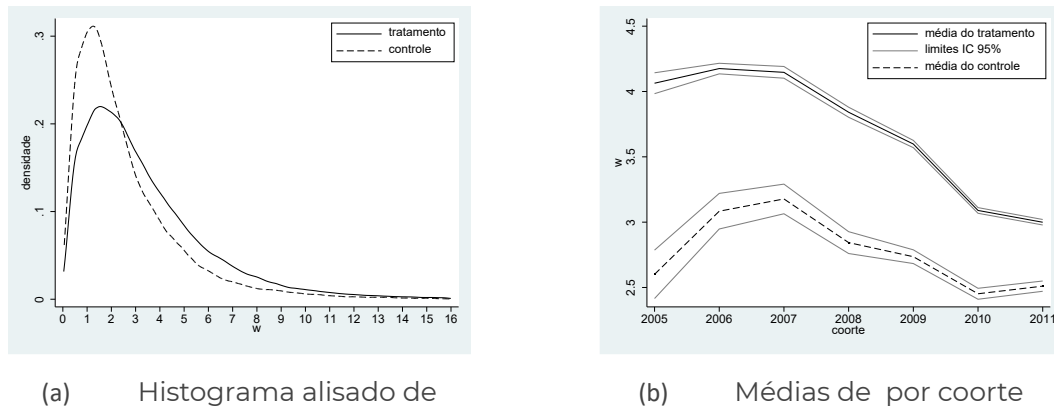 .3
.2
.1
0
densidade
0 1 2 3 4 5 6 7 8 9 10 11 12 13 14 15 16
w
tratamento
controle
(a) Histograma alisado de
4.5
4
3.5
3
2.5
w
2005 2006 2007 2008 2009 2010 2011
coorte
média do tratamento
limites IC 95%
média do controle
(b) Médias de por coorte